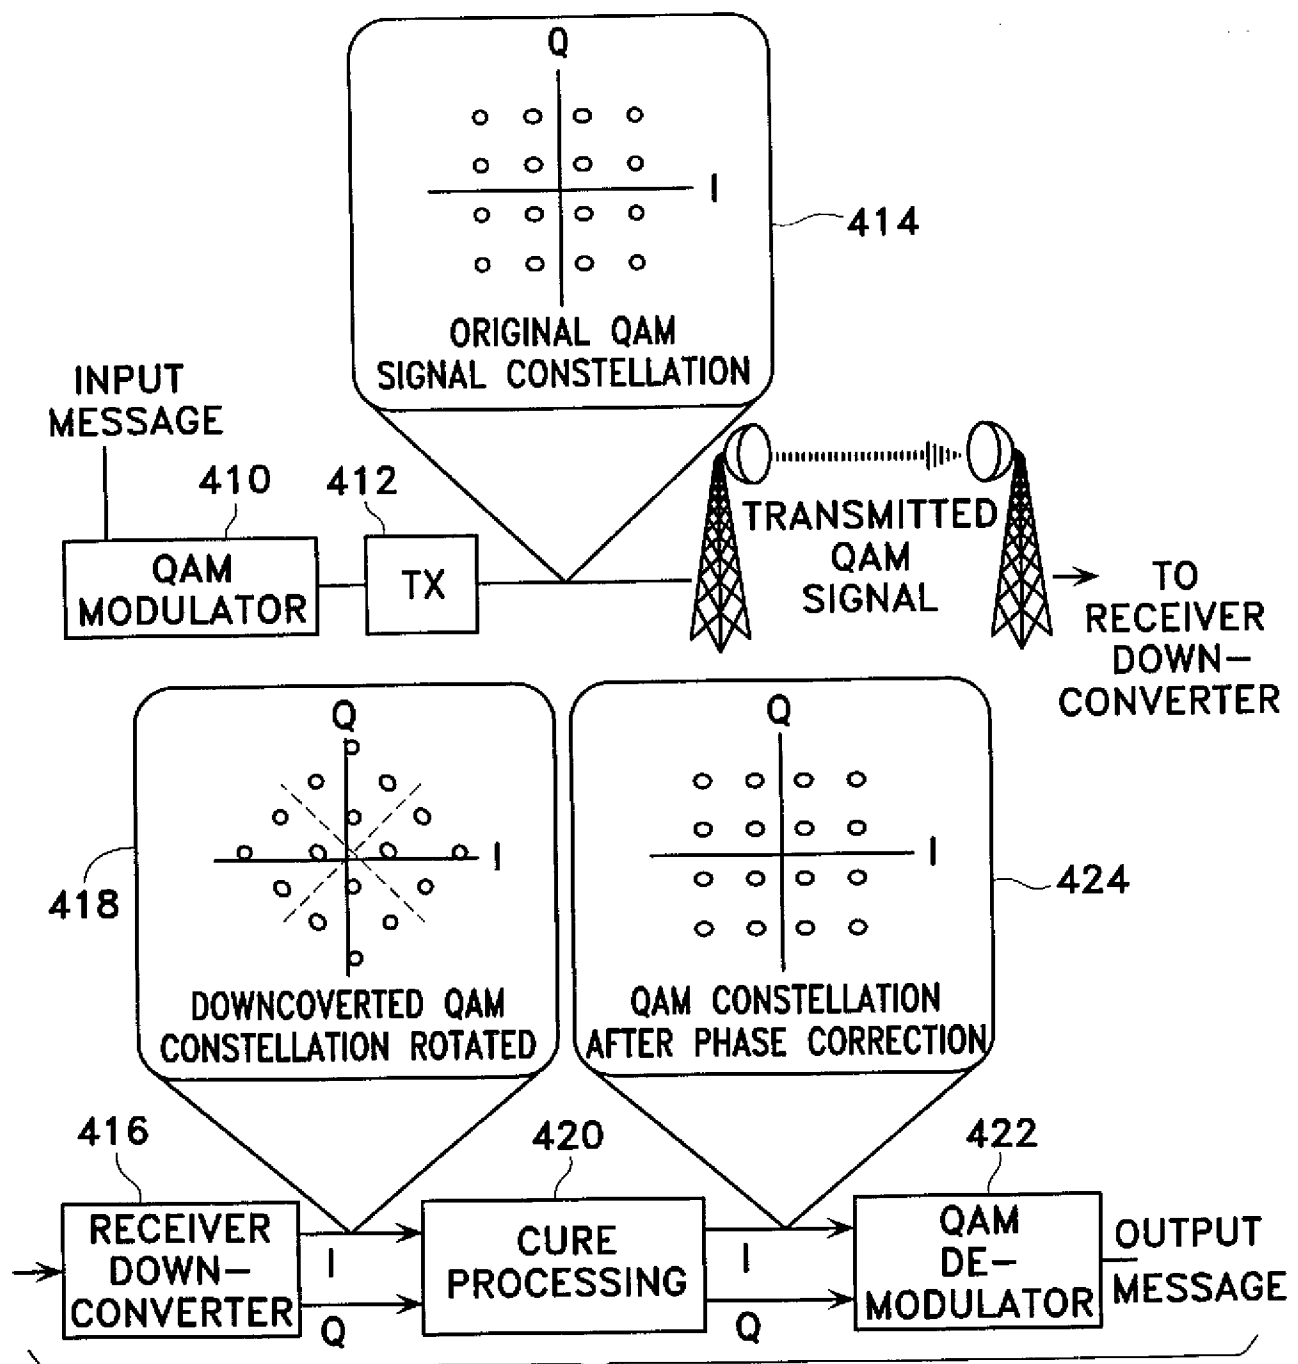 Q
I
414
ORIGINAL QAM
SIGNAL CONSTELLATION
INPUT
MESSAGE
410
412
QAM
MODULATOR
TX
TRANSMITTED
QAM
SIGNAL
TO
RECEIVER
DOWN-
CONVERTER
Q
I
418
DOWNCOVERTED QAM
CONSTELLATION ROTATED
Q
I
424
QAM CONSTELLATION
AFTER PHASE CORRECTION
416
420
422
RECEIVER
DOWN-
CONVERTER
I
Q
CURE
PROCESSING
I
Q
QAM
DE-
MODULATOR
OUTPUT
MESSAGE